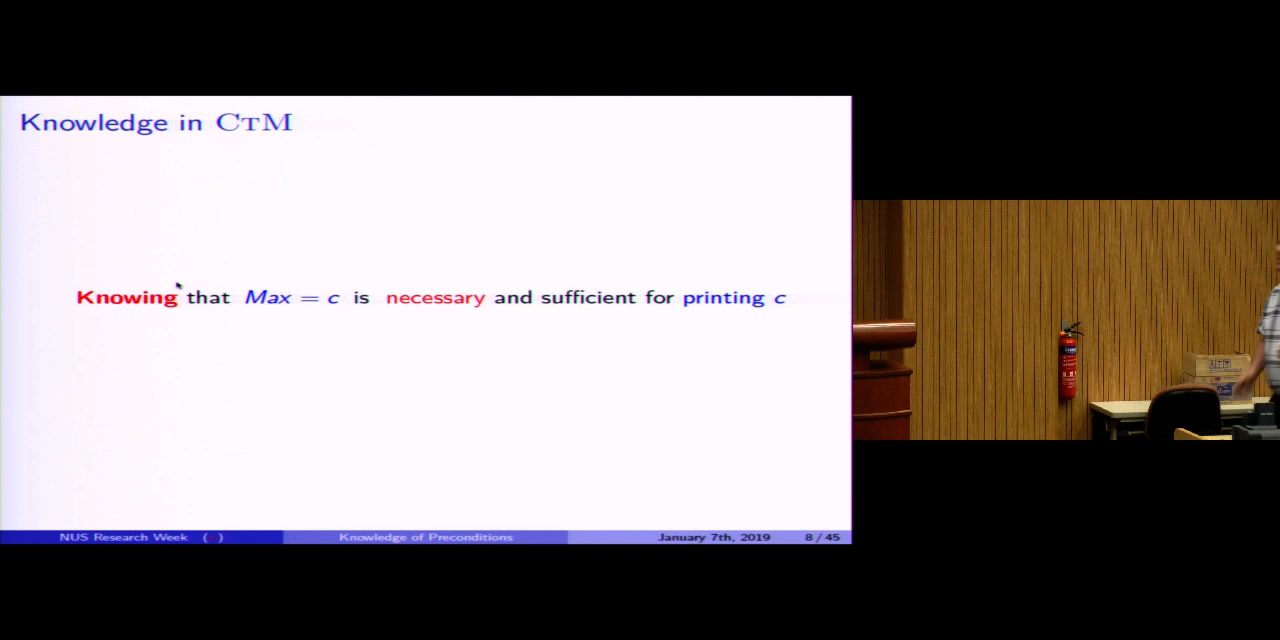 Knowledge in CTM
Knowing that Max = c is necessary and sufficient for printing c
NUS Research Week Knowledge of Preconditions January 7th, 2019 8 / 45